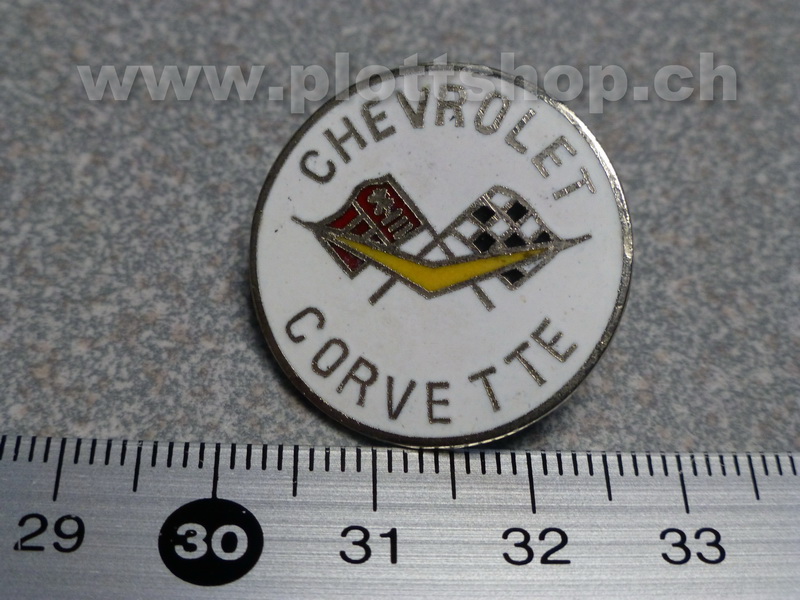 www.plottshop.ch
CHEVROLET
CORVETTE
29 30 31 32 33